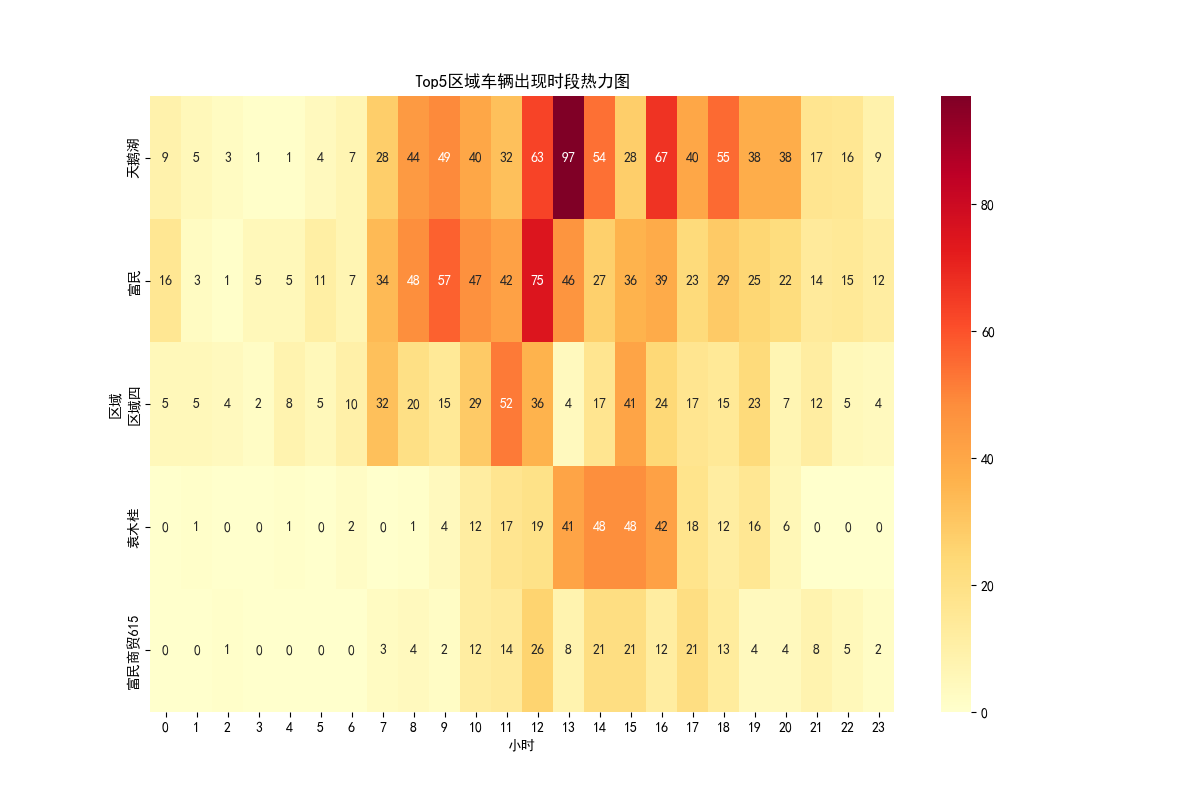 Top5区域车辆出现时段热力图
天鹅湖 9 5 3 1 1 4 7 28 44 49 40 32 63 97 54 28 67 40 55 38 38 17 16 9
富民 16 3 1 5 5 11 7 34 48 57 47 42 75 46 27 36 39 23 29 25 22 14 15 12
区域
区域四 5 5 4 2 8 5 10 32 20 15 29 52 36 4 17 41 24 17 15 23 7 12 5 4
袁木桂 0 1 0 0 1 0 2 0 1 4 12 17 19 41 48 48 42 18 12 16 6 0 0 0
富民商贸615 0 0 1 0 0 0 0 3 4 2 12 14 26 8 21 21 12 21 13 4 4 8 5 2
0 1 2 3 4 5 6 7 8 9 10 11 12 13 14 15 16 17 18 19 20 21 22 23
小时
80
60
40
20
0